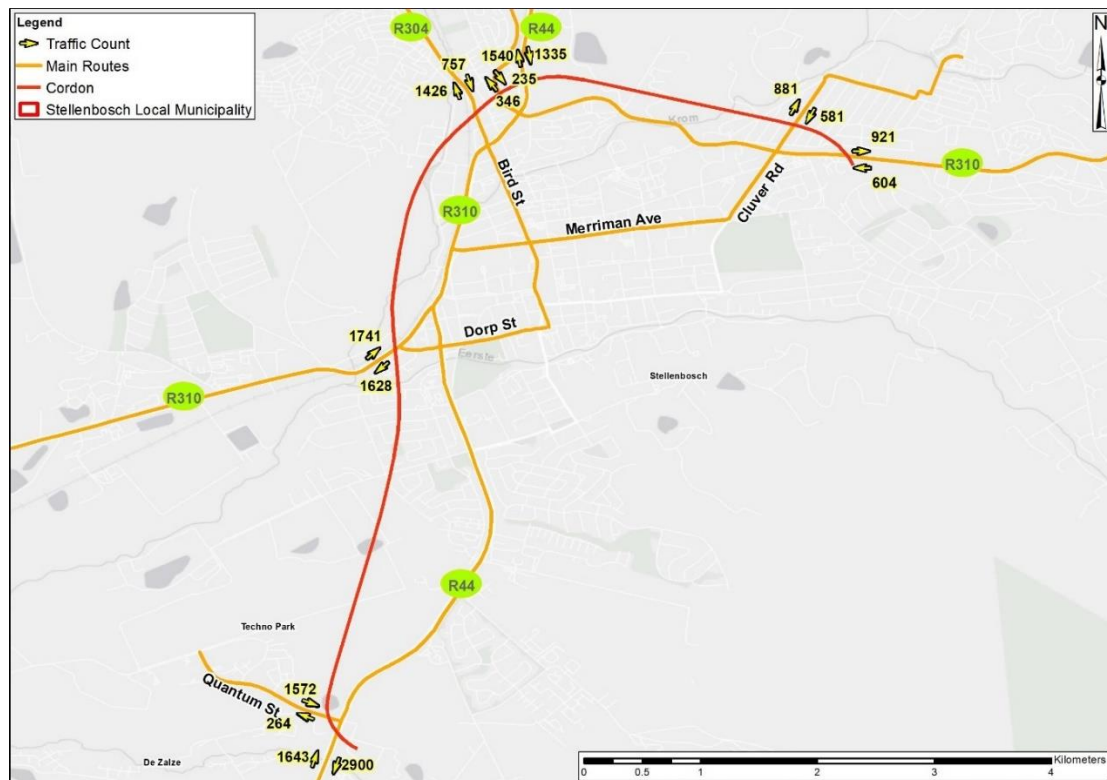 Legend
Traffic Count
Main Routes
Cordon
Stellenbosch Local Municipality
R304
R44
N
757
1540
1335
1426
235
346
881
581
921
604
Krom
R310
Bird St
R310
Merriman Ave
Cluver Rd
1741
1628
Dorp St
Eerste
Stellenbosch
R310
R44
Techno Park
Quantum St
1572
264
De Zalze
1643
2900
Kilometers
0 0.5 1 2 3 4